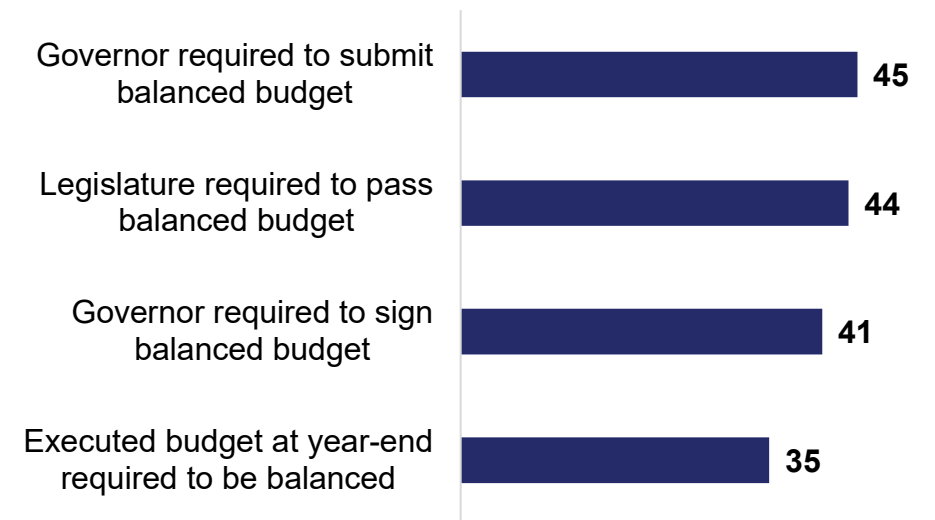 Governor required to submit
balanced budget
45
Legislature required to pass
balanced budget
44
Governor required to sign
balanced budget
41
Executed budget at year-end
required to be balanced
35